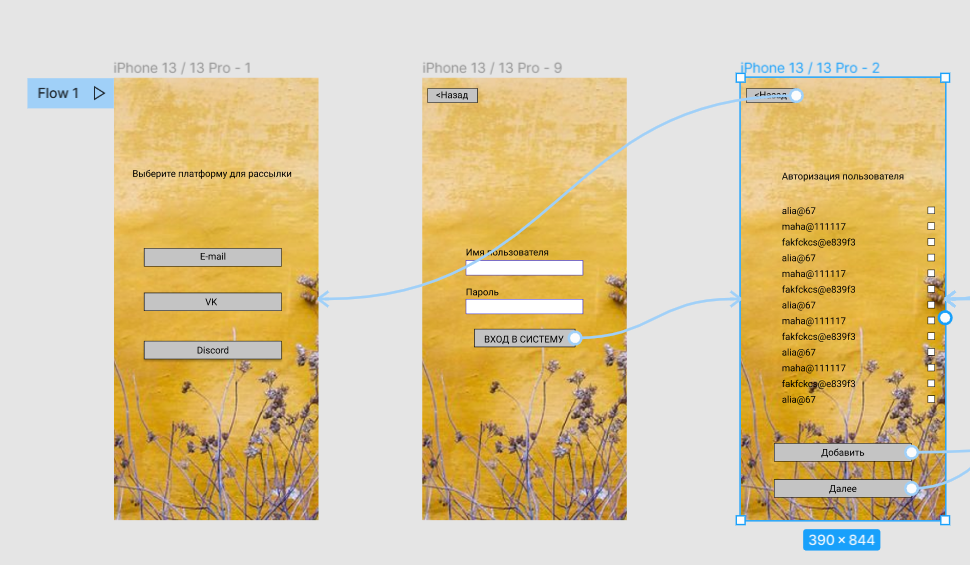 iPhone 13 / 13 Pro - 1
iPhone 13 / 13 Pro - 9
iPhone 13 / 13 Pro - 2
Flow 1
Выберите платформу для рассылки
E-mail
VK
Discord
<Назад
Имя пользователя
Пароль
ВХОД В СИСТЕМУ
<Назад
Авторизация пользователя
alia@67
maha@111117
fakfckcs@e839f3
alia@67
maha@111117
fakfckcs@e839f3
alia@67
maha@111117
fakfckcs@e839f3
alia@67
maha@111117
fakfckcs@e839f3
alia@67
Добавить
Далее
390 × 844